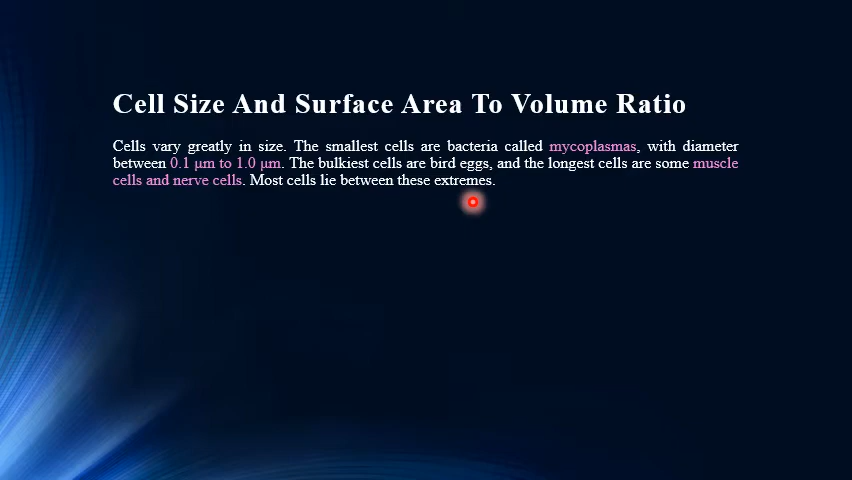 Cell Size And Surface Area To Volume Ratio
Cells vary greatly in size. The smallest cells are bacteria called mycoplasmas, with diameter
between 0.1 μm to 1.0 μm. The bulkiest cells are bird eggs, and the longest cells are some muscle
cells and nerve cells. Most cells lie between these extremes.